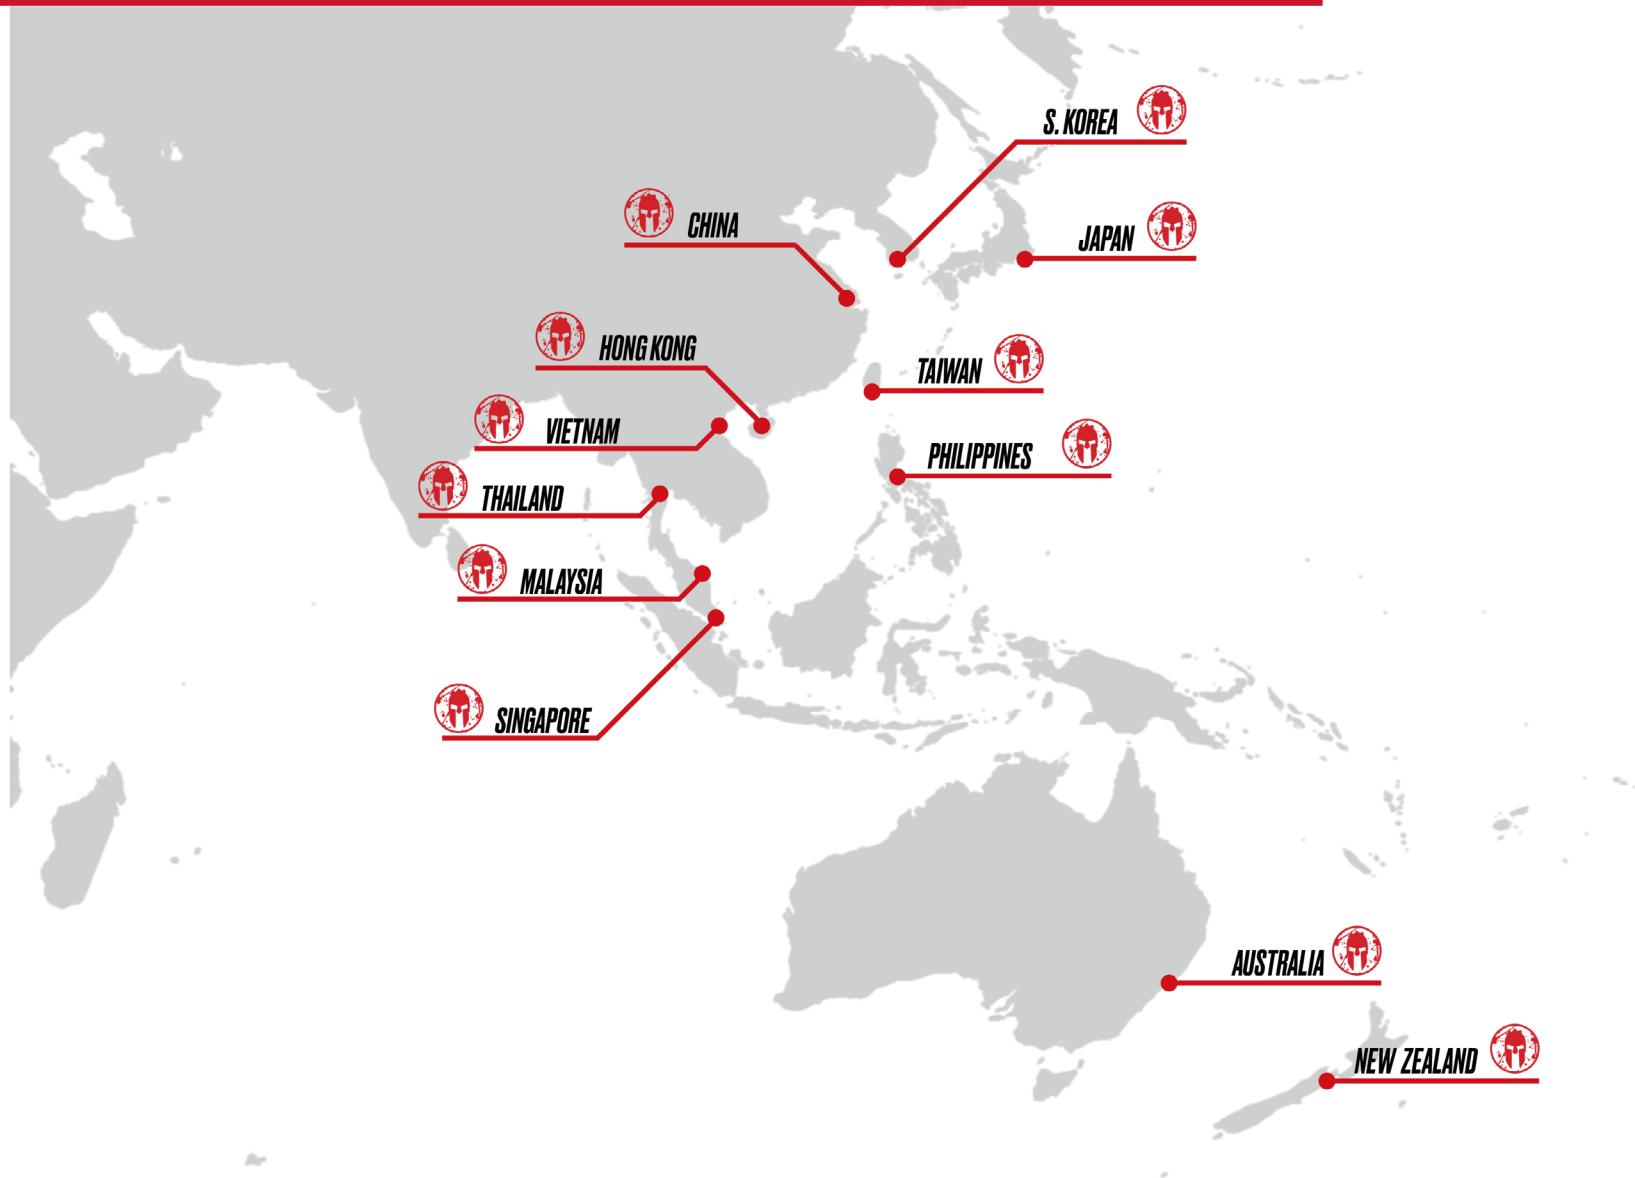 S. KOREA
CHINA
JAPAN
HONG KONG
TAIWAN
VIETNAM
PHILIPPINES
THAILAND
MALAYSIA
SINGAPORE
AUSTRALIA
NEW ZEALAND